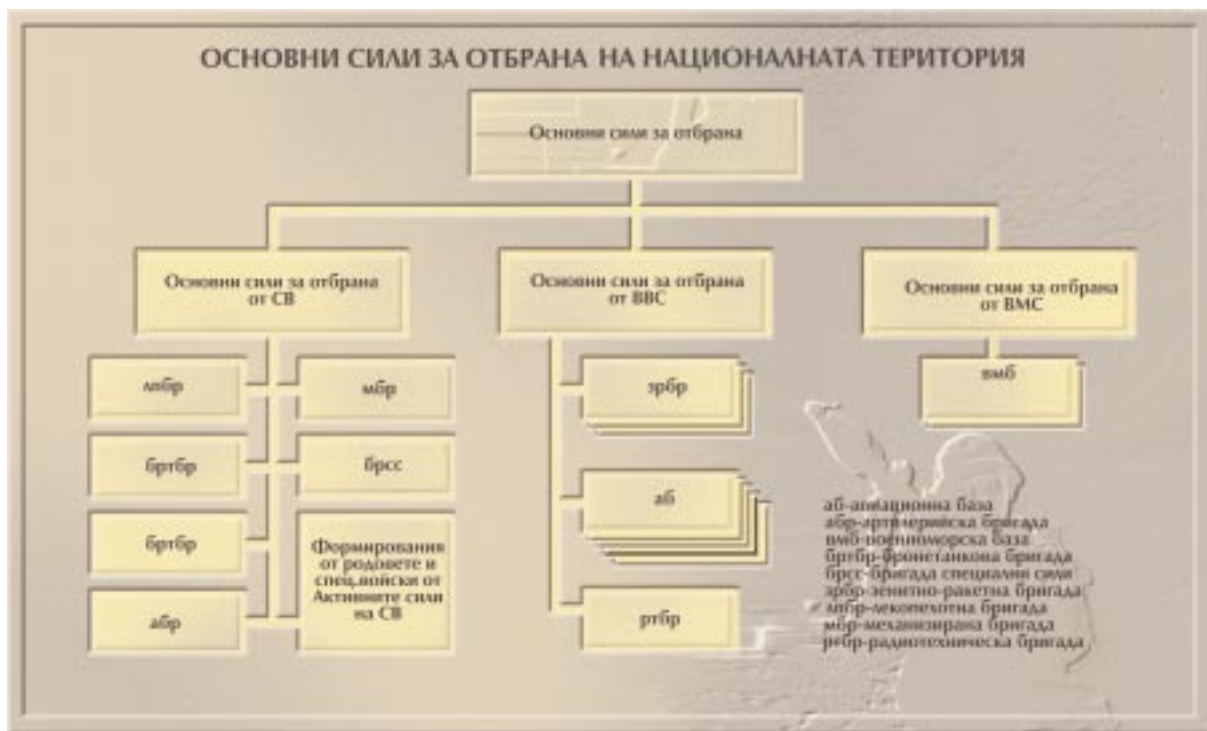 ОСНОВНИ СИЛИ ЗА ОТБРАНА НА НАЦИОНАЛНАТА ТЕРИТОРИЯ
Основни сили за отбрана
Основни сили за отбрана
от СВ
Основни сили за отбрана
от ВВС
Основни сили за отбрана
от ВМС
лпбр
мбр
бртбр
брсс
бртбр
Формирования
от родовете и
спец.войски от
Активните сили
на СВ
абр
зрбр
аб
ртбр
вмб
аб-авиационна база
абр-артилерийска бригада
вмб-военноморска база
бртбр-бронетанкова бригада
брсс-бригада специални сили
зрбр-зенитно-ракетна бригада
лпбр-лекопехотна бригада
мбр-механизирана бригада
ртбр-радиотехническа бригада